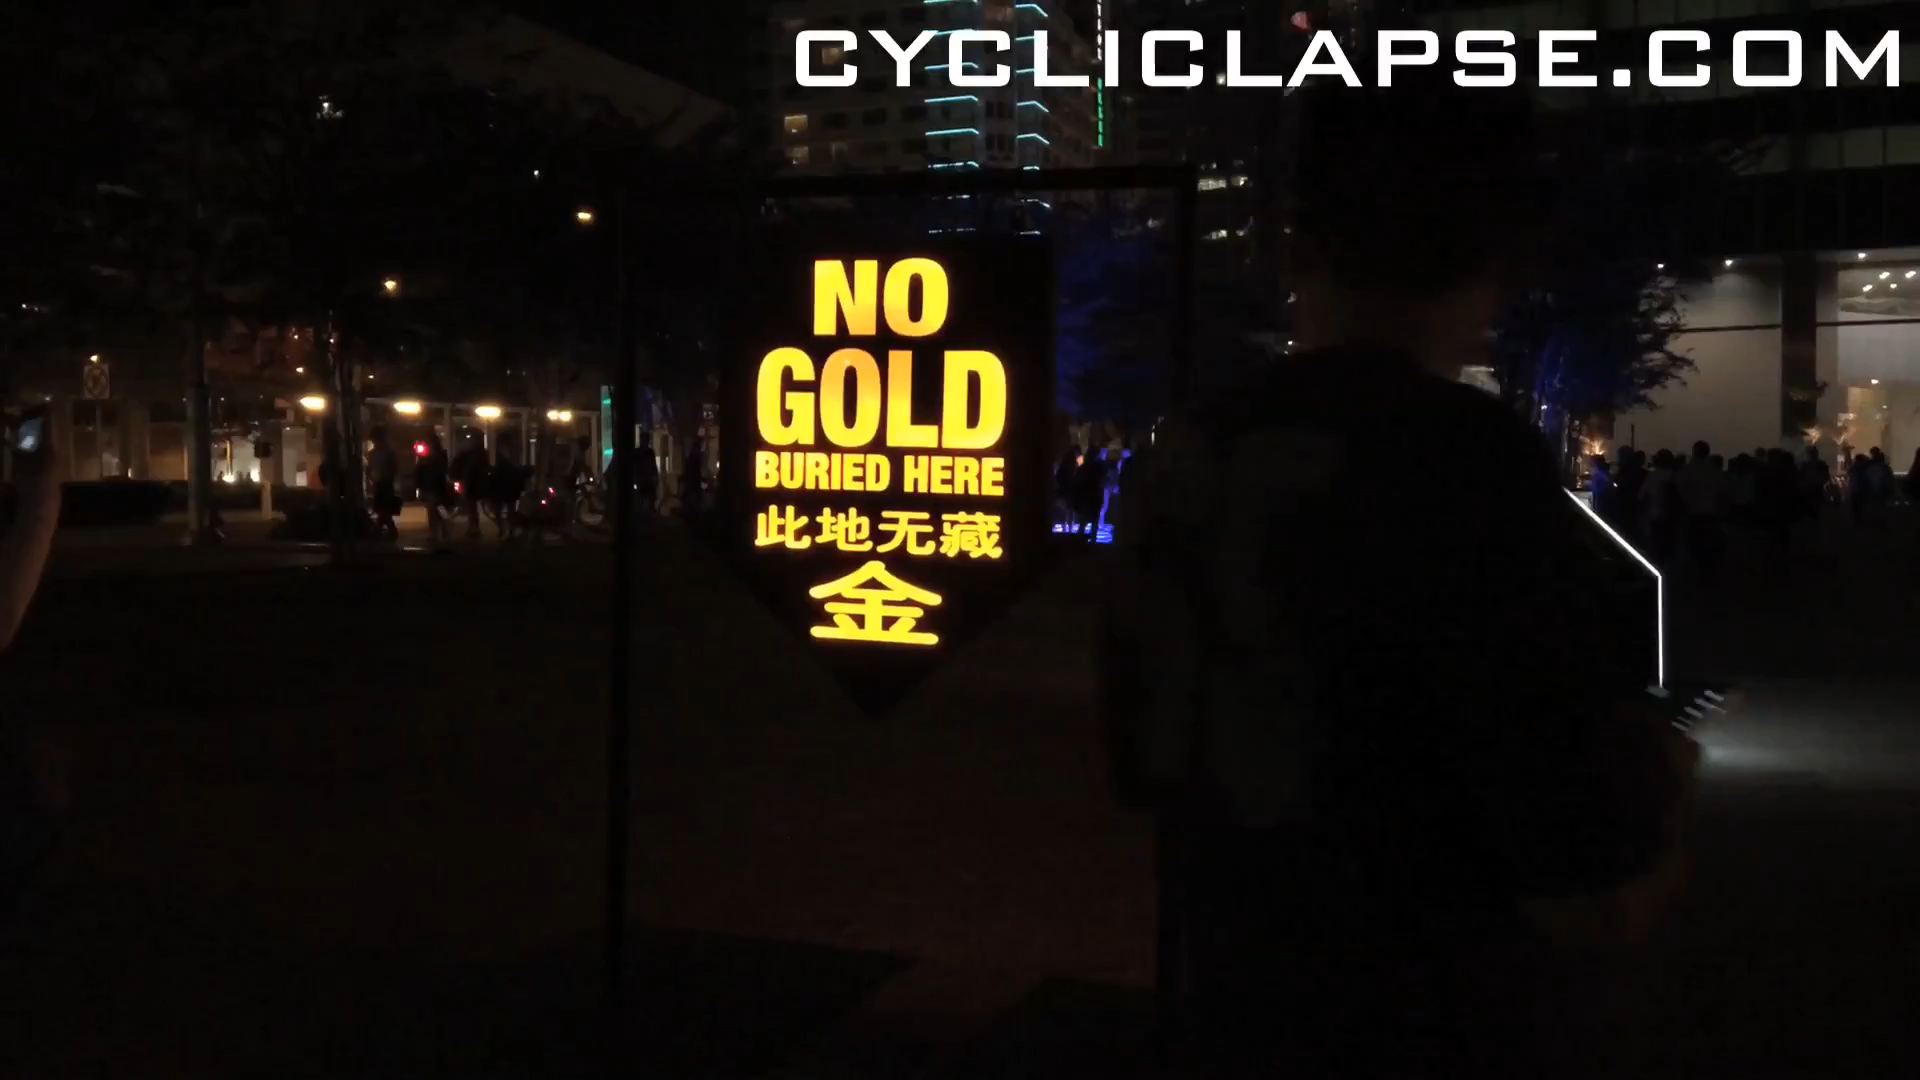 CYCLICLAPSE.COM
NO
GOLD
BURIED HERE
此地无藏
金